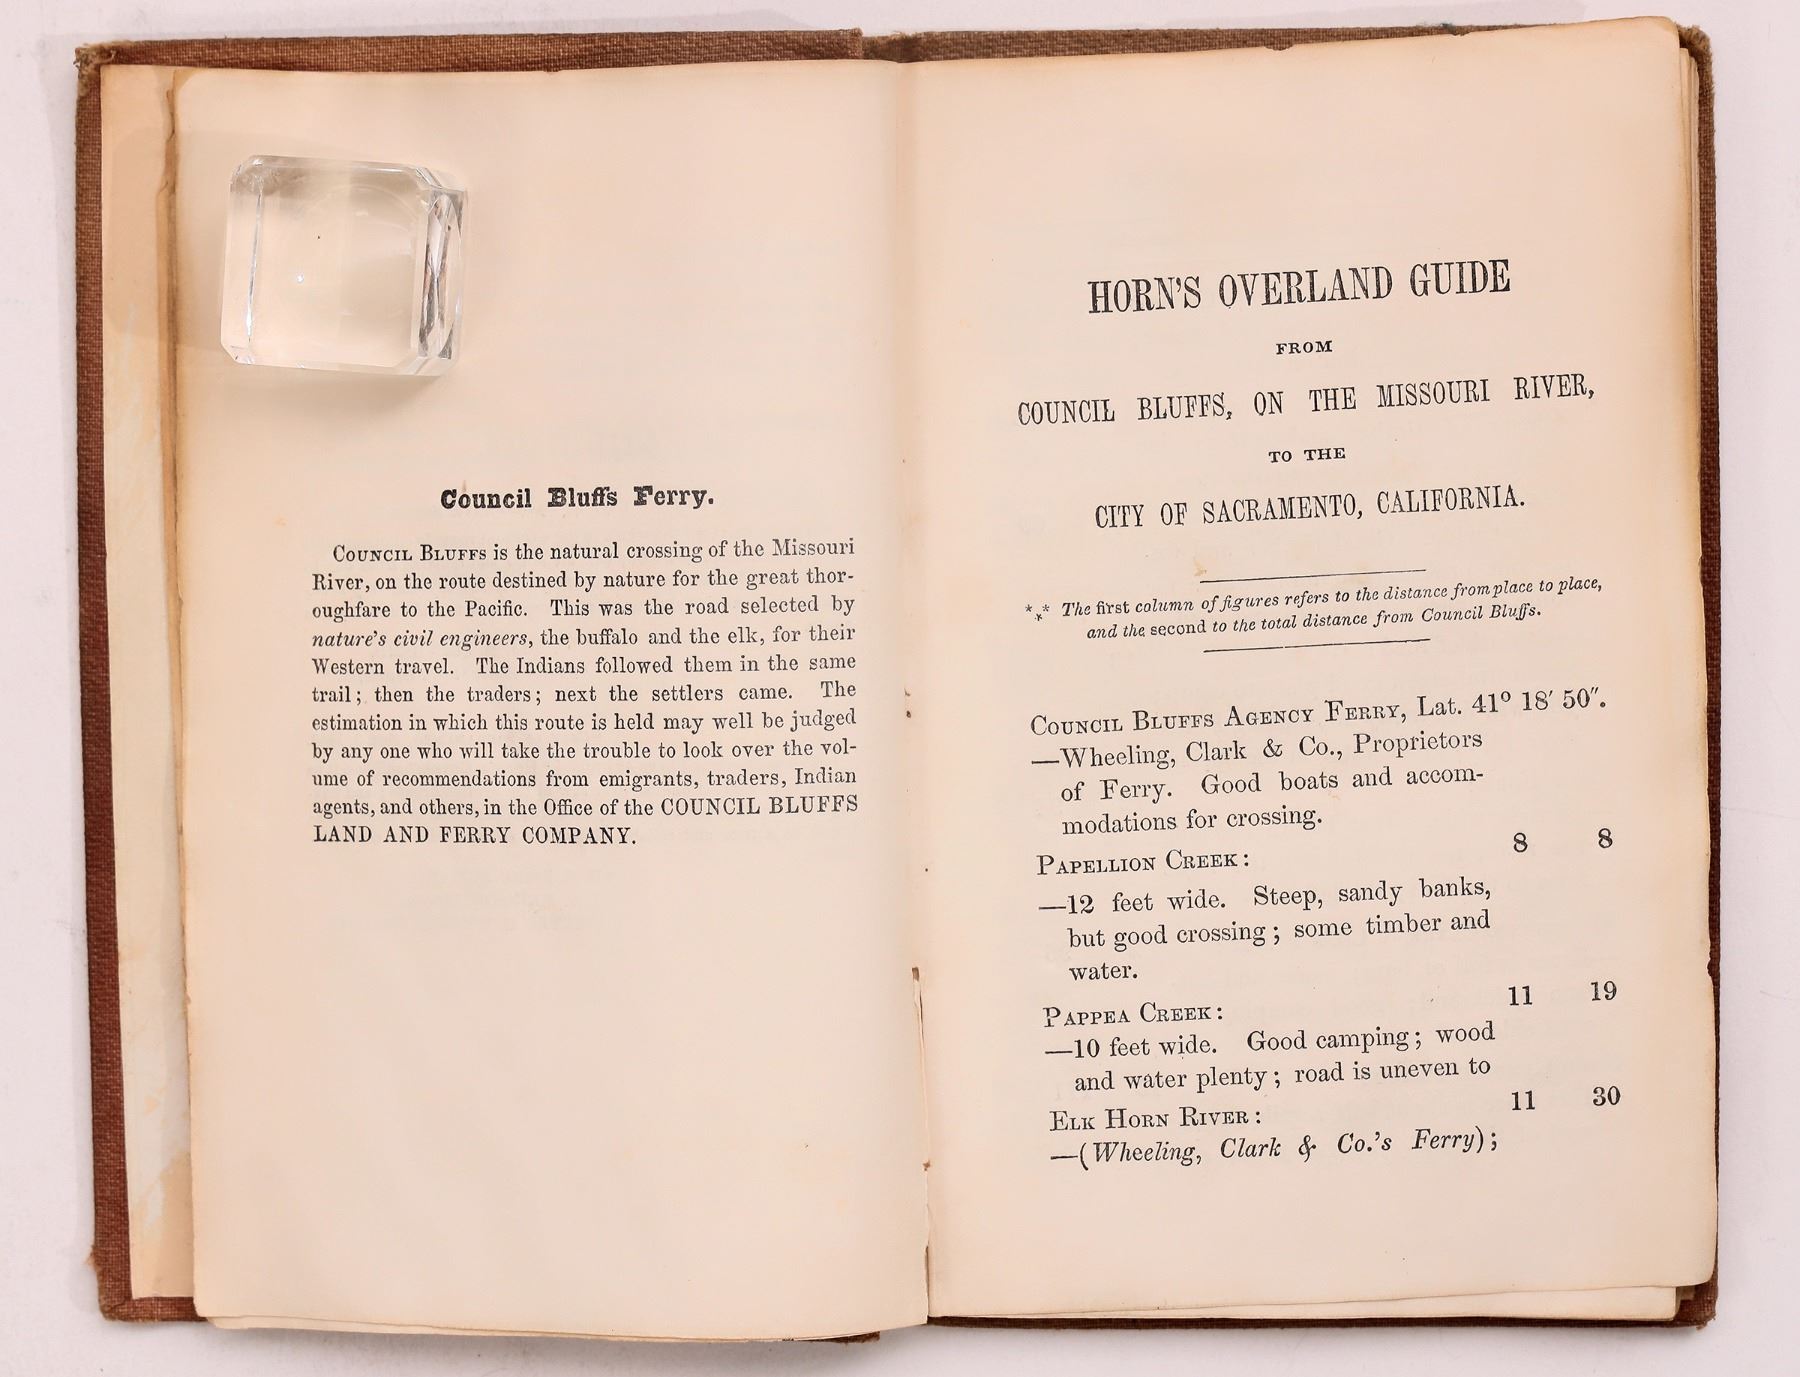 Council Bluffs Ferry.
COUNCIL BLUFFS is the natural crossing of the Missouri
River, on the route destined by nature for the great thor-
oughfare to the Pacific. This was the road selected by
nature's civil engineers, the buffalo and the elk, for their
Western travel. The Indians followed them in the same
trail; then the traders; next the settlers came. The
estimation in which this route is held may well be judged
by any one who will take the trouble to look over the vol-
ume of recommendations from emigrants, traders, Indian
agents, and others, in the Office of the COUNCIL BLUFFS
LAND AND FERRY COMPANY.
HORN'S OVERLAND GUIDE
FROM
COUNCIL BLUFFS, ON THE MISSOURI RIVER,
TO THE
CITY OF SACRAMENTO, CALIFORNIA.
*** The first column of figures refers to the distance from place to place,
and the second to the total distance from Council Bluffs.
COUNCIL BLUFFS AGENCY FERRY, Lat. 41° 18′ 50″.
—Wheeling, Clark & Co., Proprietors
of Ferry. Good boats and accom-
modations for crossing.
PAPELLION CREEK: 8 8
—12 feet wide. Steep, sandy banks,
but good crossing; some timber and
water.
PAPPEA CREEK: 11 19
—10 feet wide. Good camping; wood
and water plenty; road is uneven to
ELK HORN RIVER: 11 30
—(Wheeling, Clark & Co.'s Ferry);